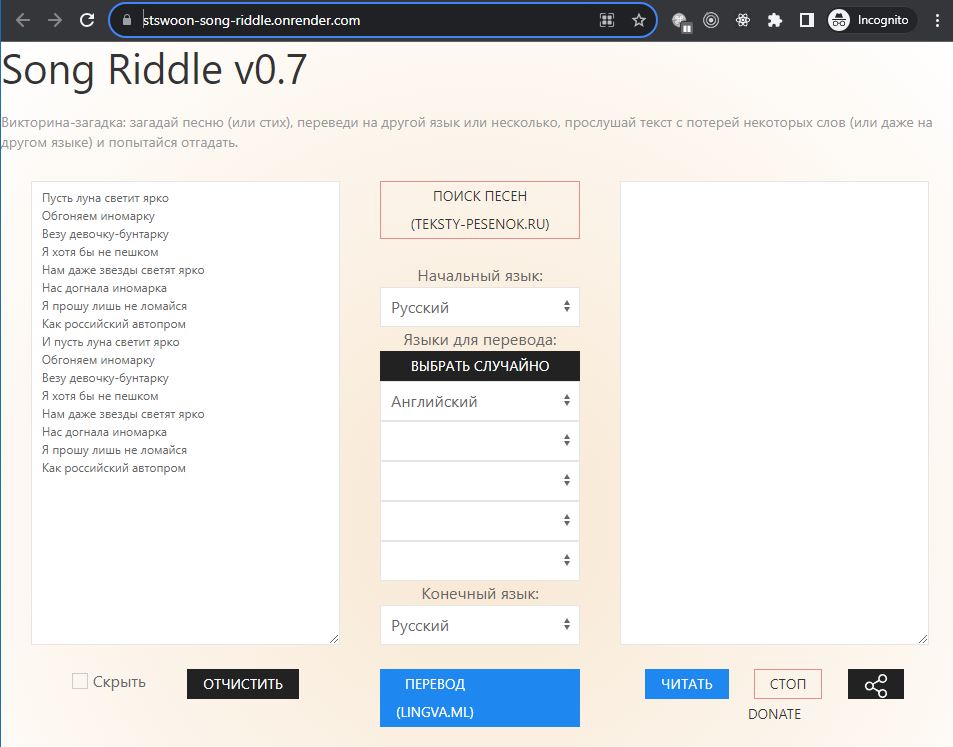 stswoon-song-riddle.onrender.com
Incognito
Song Riddle v0.7
Викторина-загадка: загадай песню (или стих), переведи на другой язык или несколько, прослушай текст с потерей некоторых слов (или даже на
другом языке) и попытайся отгадать.
Пусть луна светит ярко
Обгоняем иномарку
Везу девочку-бунтарку
Я хотя бы не пешком
Нам даже звезды светят ярко
Нас догнала иномарка
Я прошу лишь не ломайся
Как российский автопром
И пусть луна светит ярко
Обгоняем иномарку
Везу девочку-бунтарку
Я хотя бы не пешком
Нам даже звезды светят ярко
Нас догнала иномарка
Я прошу лишь не ломайся
Как российский автопром
Скрыть
ОТЧИСТИТЬ
ПОИСК ПЕСЕН
(TEKSTY-PESENOK.RU)
Начальный язык:
Русский
Языки для перевода:
ВЫБРАТЬ СЛУЧАЙНО
Английский
Конечный язык:
Русский
ПЕРЕВОД
(LINGVA.ML)
ЧИТАТЬ
СТОП
DONATE